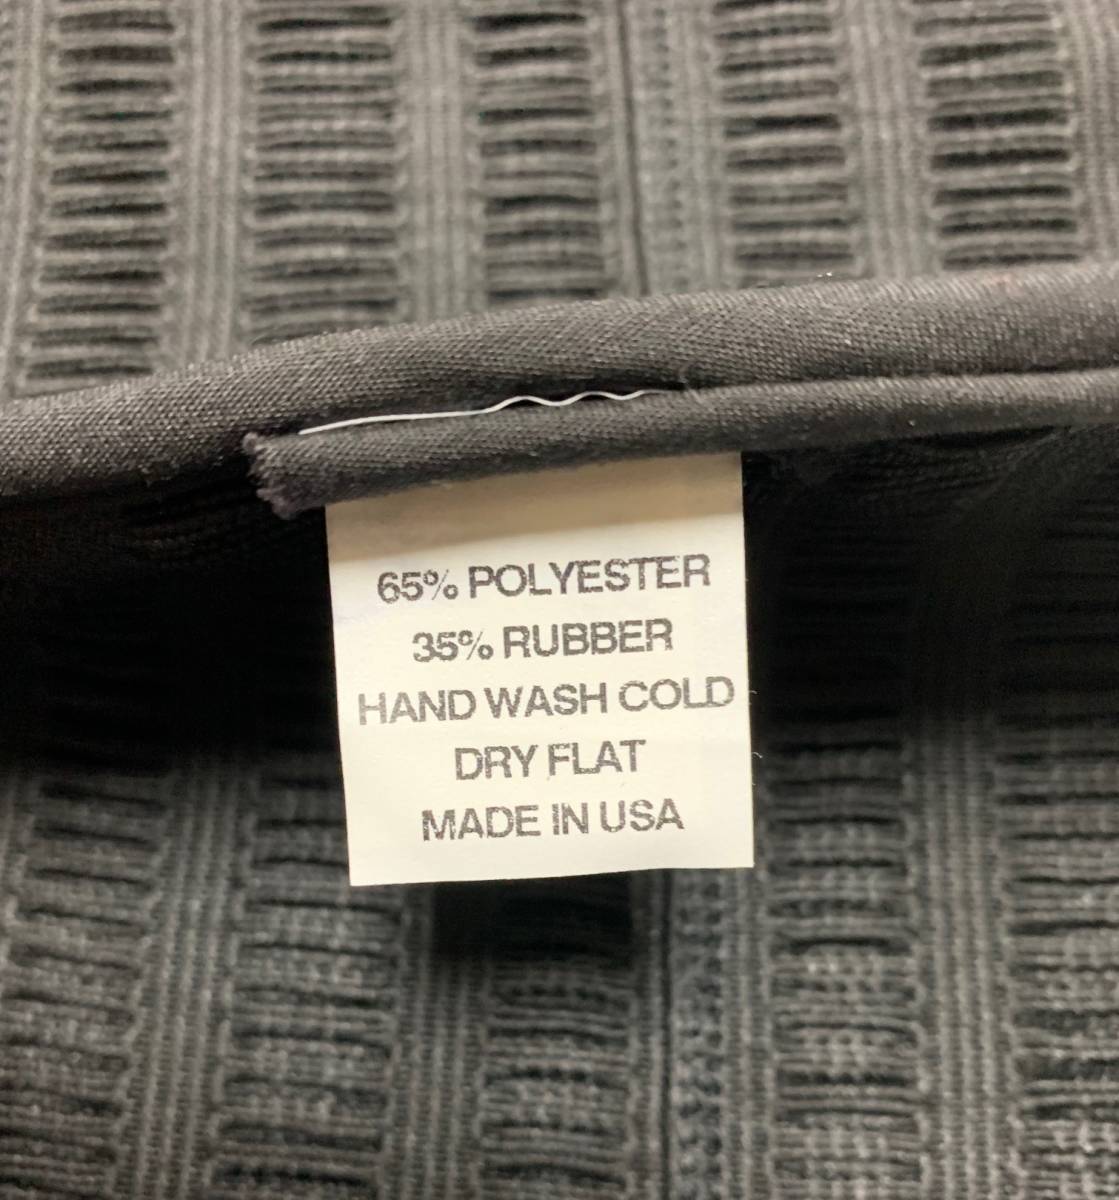 65% POLYESTER
35% RUBBER
HAND WASH COLD
DRY FLAT
MADE IN USA